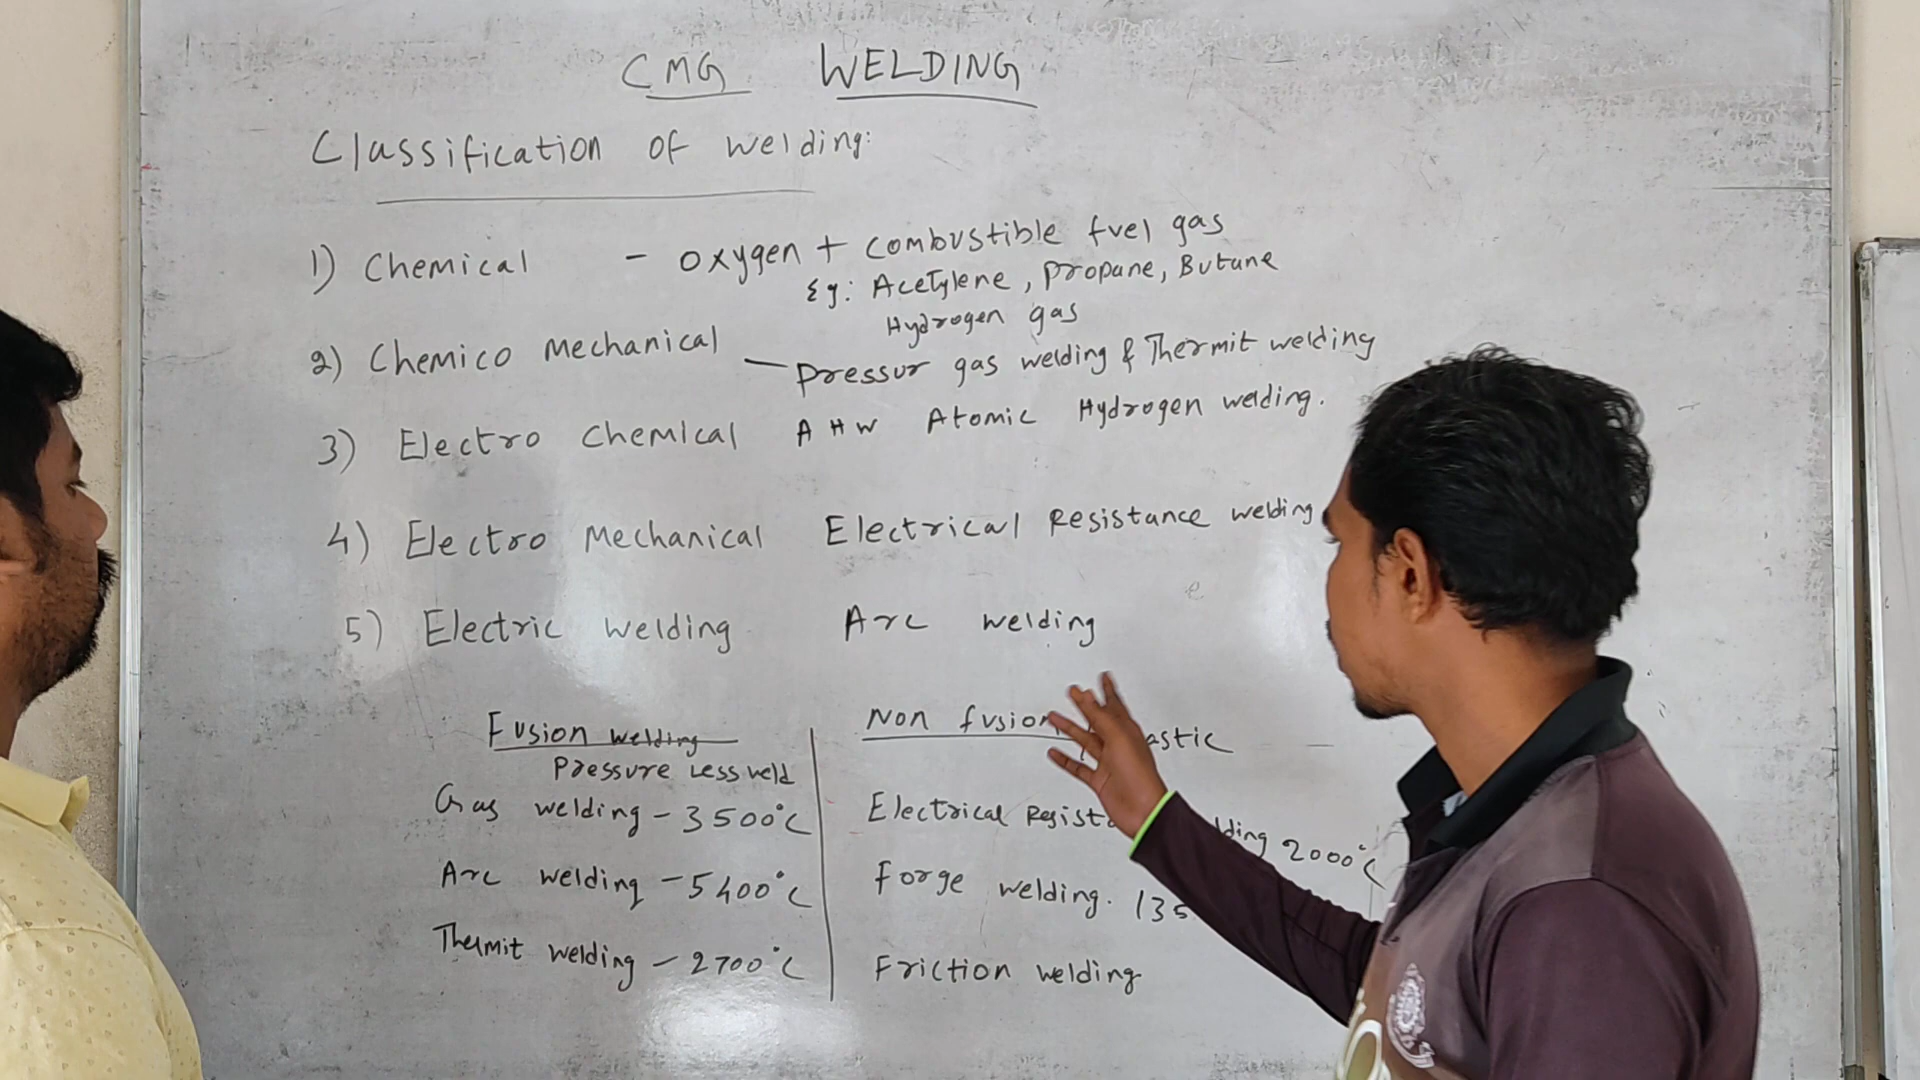 CMG WELDING
Classification of welding:
1) Chemical - oxygen + combustible fuel gas
Eg: Acetylene, propane, Butane
Hydrogen gas
2) Chemico Mechanical - pressur gas welding & Thermit welding
3) Electro Chemical AHW Atomic Hydrogen welding.
4) Electro Mechanical Electrical Resistance welding
5) Electric welding Arc welding
Fusion welding
Pressure Less weld
Gas welding - 3500°C
Arc welding - 5400°C
Thermit welding - 2700°C
Non fusion
Electrical 2000°C
Forge welding.
Friction welding